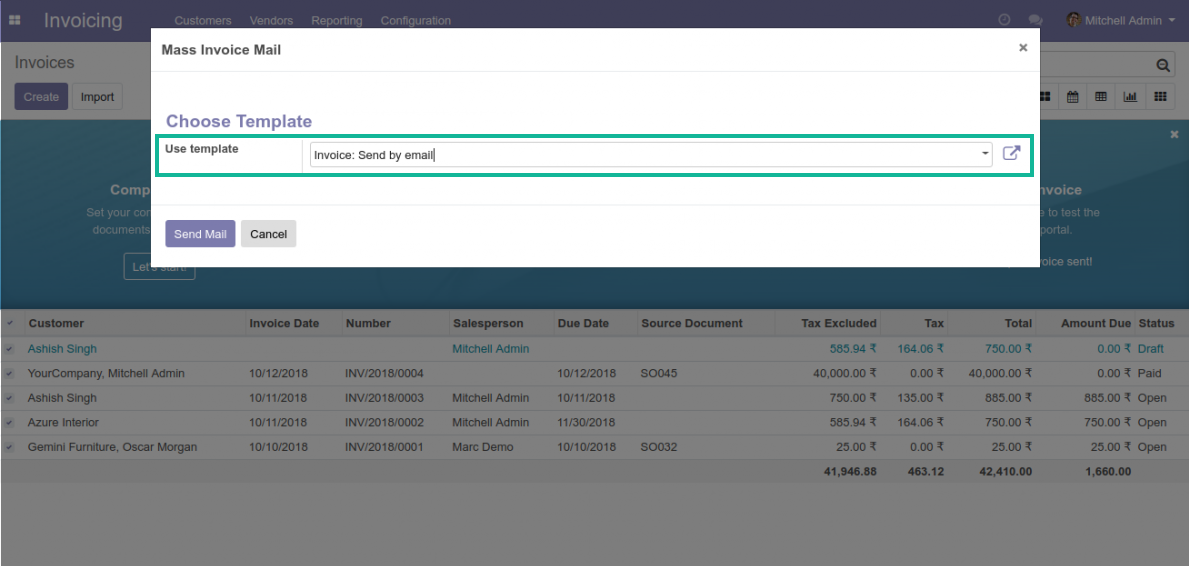 Invoicing Customers Vendors Reporting Configuration Mitchell Admin
Mass Invoice Mail ×
Invoices
Create Import
Choose Template
Use template Invoice: Send by email
Comp nvoice
Set your con e to test the
documents portal.
Send Mail Cancel
Let's start! voice sent!
Customer Invoice Date Number Salesperson Due Date Source Document Tax Excluded Tax Total Amount Due Status
Ashish Singh Mitchell Admin 585.94 ₹ 164.06 ₹ 750.00 ₹ 0.00 ₹ Draft
YourCompany, Mitchell Admin 10/12/2018 INV/2018/0004 10/12/2018 SO045 40,000.00 ₹ 0.00 ₹ 40,000.00 ₹ 0.00 ₹ Paid
Ashish Singh 10/11/2018 INV/2018/0003 Mitchell Admin 10/11/2018 750.00 ₹ 135.00 ₹ 885.00 ₹ 885.00 ₹ Open
Azure Interior 10/11/2018 INV/2018/0002 Mitchell Admin 11/30/2018 585.94 ₹ 164.06 ₹ 750.00 ₹ 750.00 ₹ Open
Gemini Furniture, Oscar Morgan 10/10/2018 INV/2018/0001 Marc Demo 10/10/2018 SO032 25.00 ₹ 0.00 ₹ 25.00 ₹ 25.00 ₹ Open
41,946.88 463.12 42,410.00 1,660.00